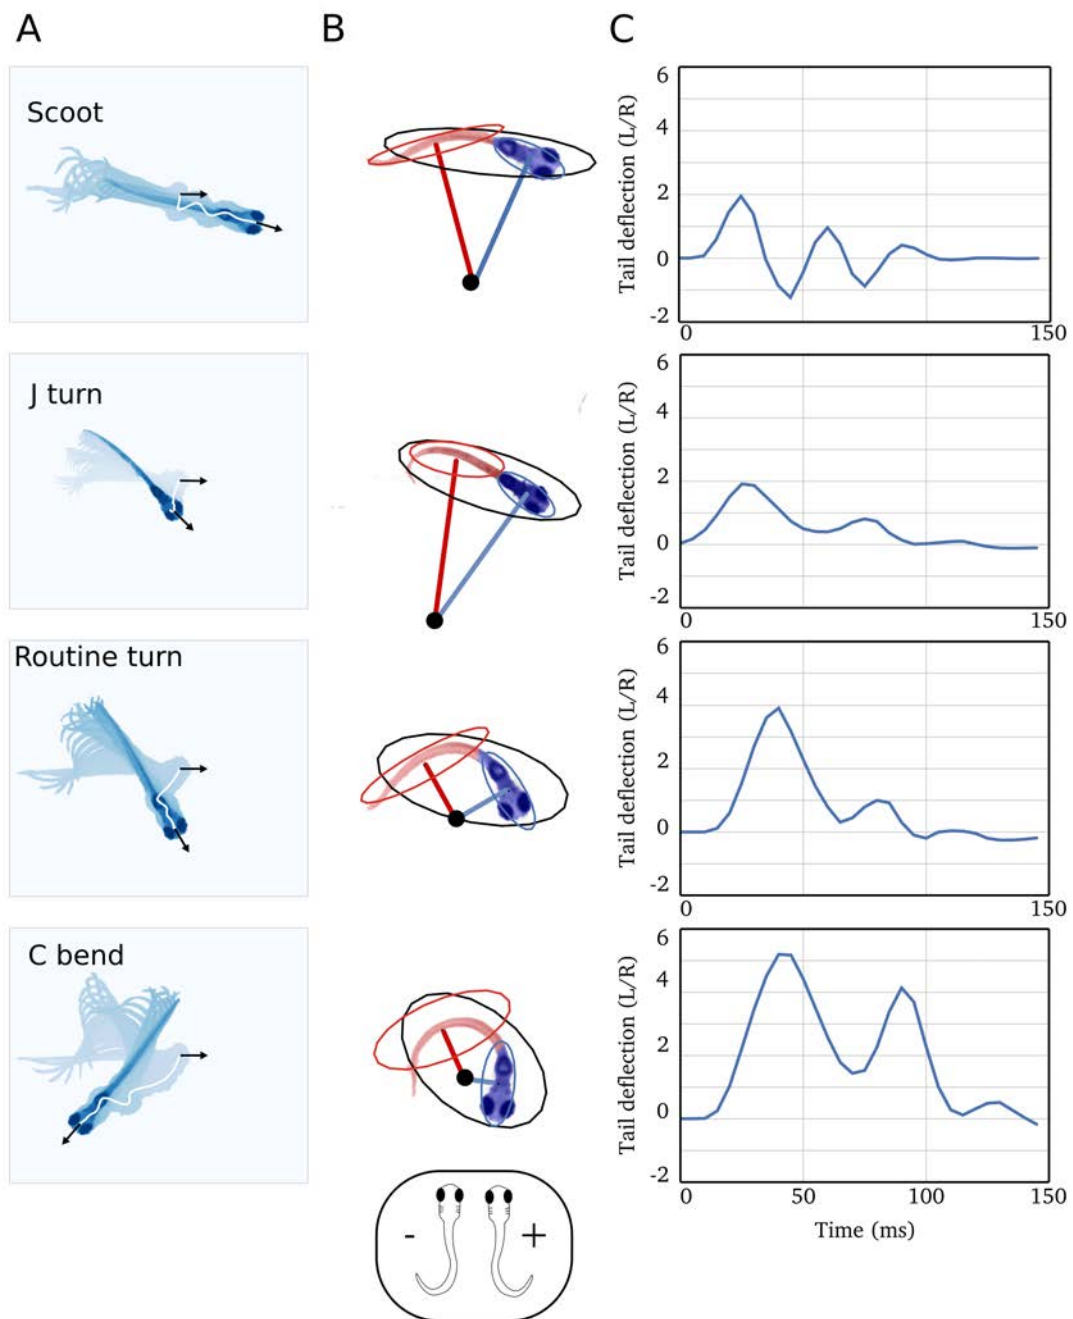 A
B
C
Scoot
Tail deflection (L/R)
6
4
2
0
-2
0
150
J turn
Tail deflection (L/R)
6
4
2
0
-2
0
150
Routine turn
Tail deflection (L/R)
6
4
2
0
-2
0
150
C bend
Tail deflection (L/R)
6
4
2
0
-2
0
50
100
150
Time (ms)
-
+